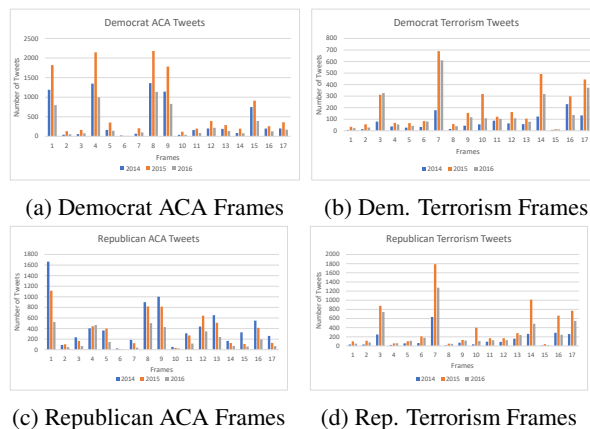 Democrat ACA Tweets
Number of Tweets
2500
2000
1500
1000
500
0
1 2 3 4 5 6 7 8 9 10 11 12 13 14 15 16 17
Frames
2014 2015 2016
(a) Democrat ACA Frames
Democrat Terrorism Tweets
Number of Tweets
800
700
600
500
400
300
200
100
0
1 2 3 4 5 6 7 8 9 10 11 12 13 14 15 16 17
Frames
2014 2015 2016
(b) Dem. Terrorism Frames
Republican ACA Tweets
Number of Tweets
1800
1600
1400
1200
1000
800
600
400
200
0
1 2 3 4 5 6 7 8 9 10 11 12 13 14 15 16 17
Frames
2014 2015 2016
(c) Republican ACA Frames
Republican Terrorism Tweets
Number of Tweets
2000
1800
1600
1400
1200
1000
800
600
400
200
0
1 2 3 4 5 6 7 8 9 10 11 12 13 14 15 16 17
Frames
2014 2015 2016
(d) Rep. Terrorism Frames